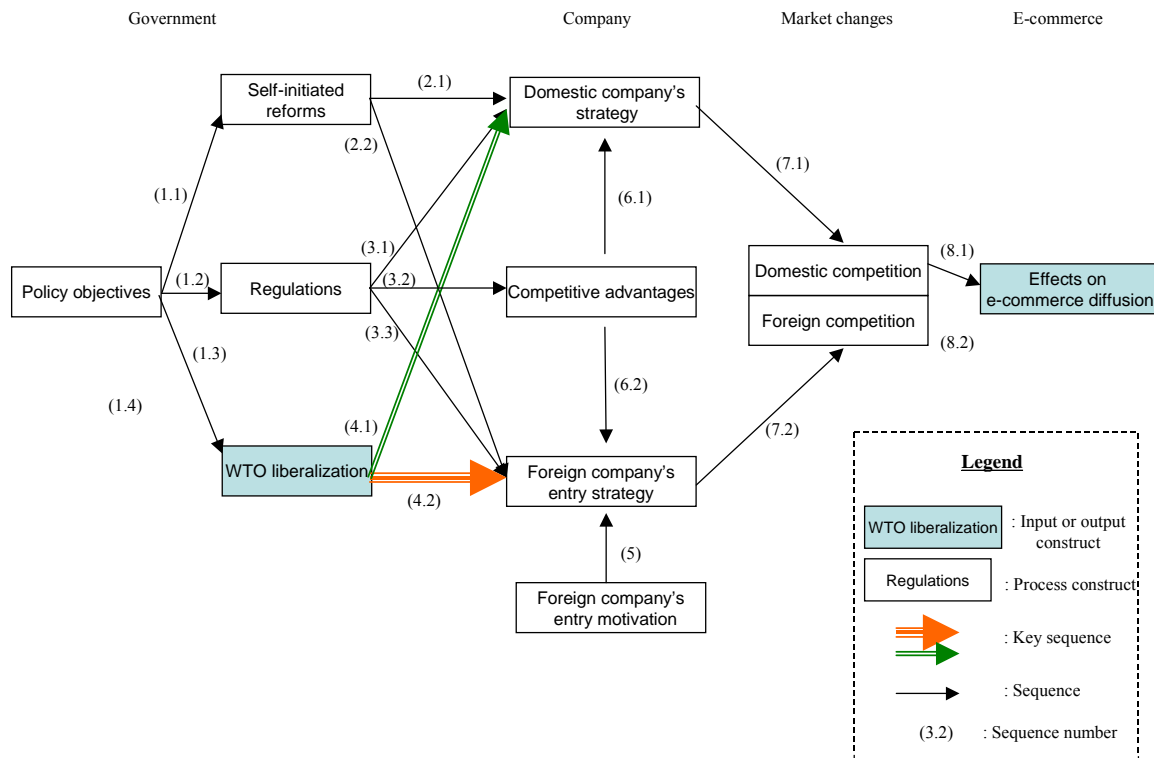 Government
Company
Market changes
E-commerce
Self-initiated
reforms
(2.1)
Domestic company's
strategy
(2.2)
(7.1)
(1.1)
(6.1)
(3.1)
(8.1)
Policy objectives
(1.2)
Regulations
(3.2)
Competitive advantages
Domestic competition
Foreign competition
Effects on
e-commerce diffusion
(3.3)
(8.2)
(1.3)
(6.2)
(1.4)
(4.1)
(7.2)
WTO liberalization
(4.2)
Foreign company's
entry strategy
(5)
Foreign company's
entry motivation
Legend
WTO liberalization
: Input or output
construct
Regulations
: Process construct
: Key sequence
: Sequence
(3.2)
: Sequence number